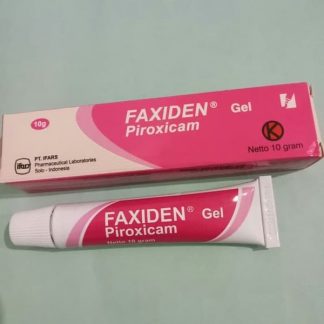 10g
FAXIDEN® Gel
Piroxicam
K
Netto 10 gram
ifars
PT. IFARS
Pharmaceutical Laboratories
Solo - Indonesia
FAXIDEN® Gel
Piroxicam
Netto 10 gram